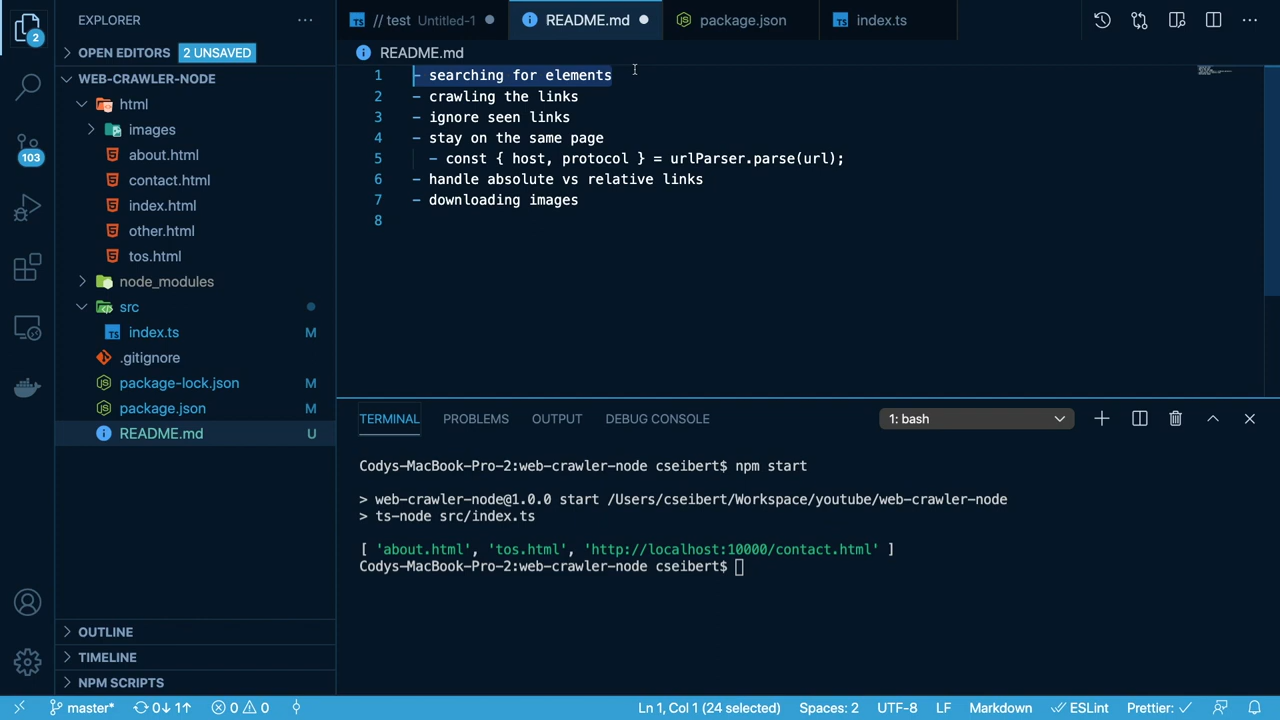 EXPLORER
// test Untitled-1
README.md
package.json
index.ts
OPEN EDITORS 2 UNSAVED
README.md
WEB-CRAWLER-NODE
html
images
about.html
contact.html
index.html
other.html
tos.html
node_modules
src
index.ts M
.gitignore
package-lock.json M
package.json M
README.md U
OUTLINE
TIMELINE
NPM SCRIPTS
2
103
1 - searching for elements
2 - crawling the links
3 - ignore seen links
4 - stay on the same page
5 - const { host, protocol } = urlParser.parse(url);
6 - handle absolute vs relative links
7 - downloading images
8
TERMINAL PROBLEMS OUTPUT DEBUG CONSOLE 1: bash
Codys-MacBook-Pro-2:web-crawler-node cseibert$ npm start
> web-crawler-node@1.0.0 start /Users/cseibert/Workspace/youtube/web-crawler-node
> ts-node src/index.ts
[ 'about.html', 'tos.html', 'http://localhost:10000/contact.html' ]
Codys-MacBook-Pro-2:web-crawler-node cseibert$
master* 0↓ 1↑ 0 0 Ln 1, Col 1 (24 selected) Spaces: 2 UTF-8 LF Markdown ESLint Prettier: ✓